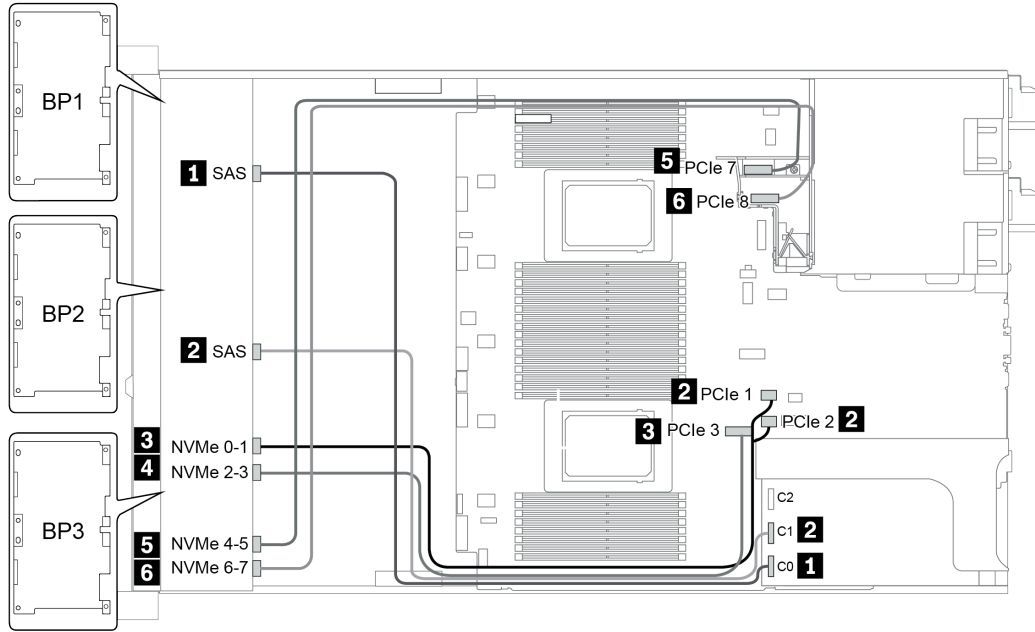 BP1
1 SAS
5 PCIe 7
6 PCIe 8
BP2
2 SAS
2 PCIe 1
PCIe 2 2
3 PCIe 3
3 NVMe 0-1
4 NVMe 2-3
BP3
C2
C1 2
C0 1
5 NVMe 4-5
6 NVMe 6-7